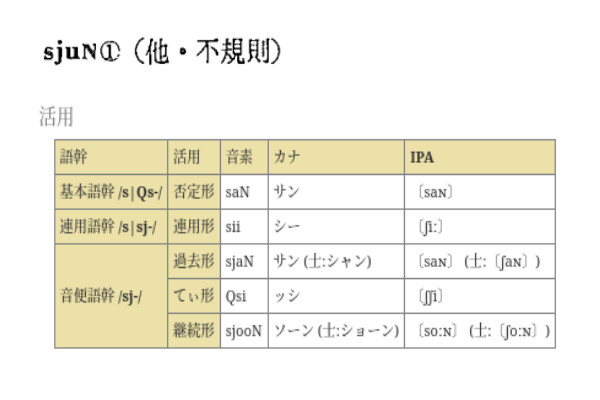 sjuN①（他・不規則）
活用
語幹 活用 音素 カナ IPA
基本語幹 /s|Qs-/ 否定形 saN サン 〔saɴ〕
連用語幹 /s|sj-/ 連用形 sii シー 〔ʃiː〕
音便語幹 /sj-/ 過去形 sjaN サン (士:シャン) 〔saɴ〕 (士:〔ʃaɴ〕)
てぃ形 Qsi ッシ 〔ʃʃi〕
継続形 sjooN ソーン (士:ショーン) 〔soːɴ〕 (士:〔ʃoːɴ〕)